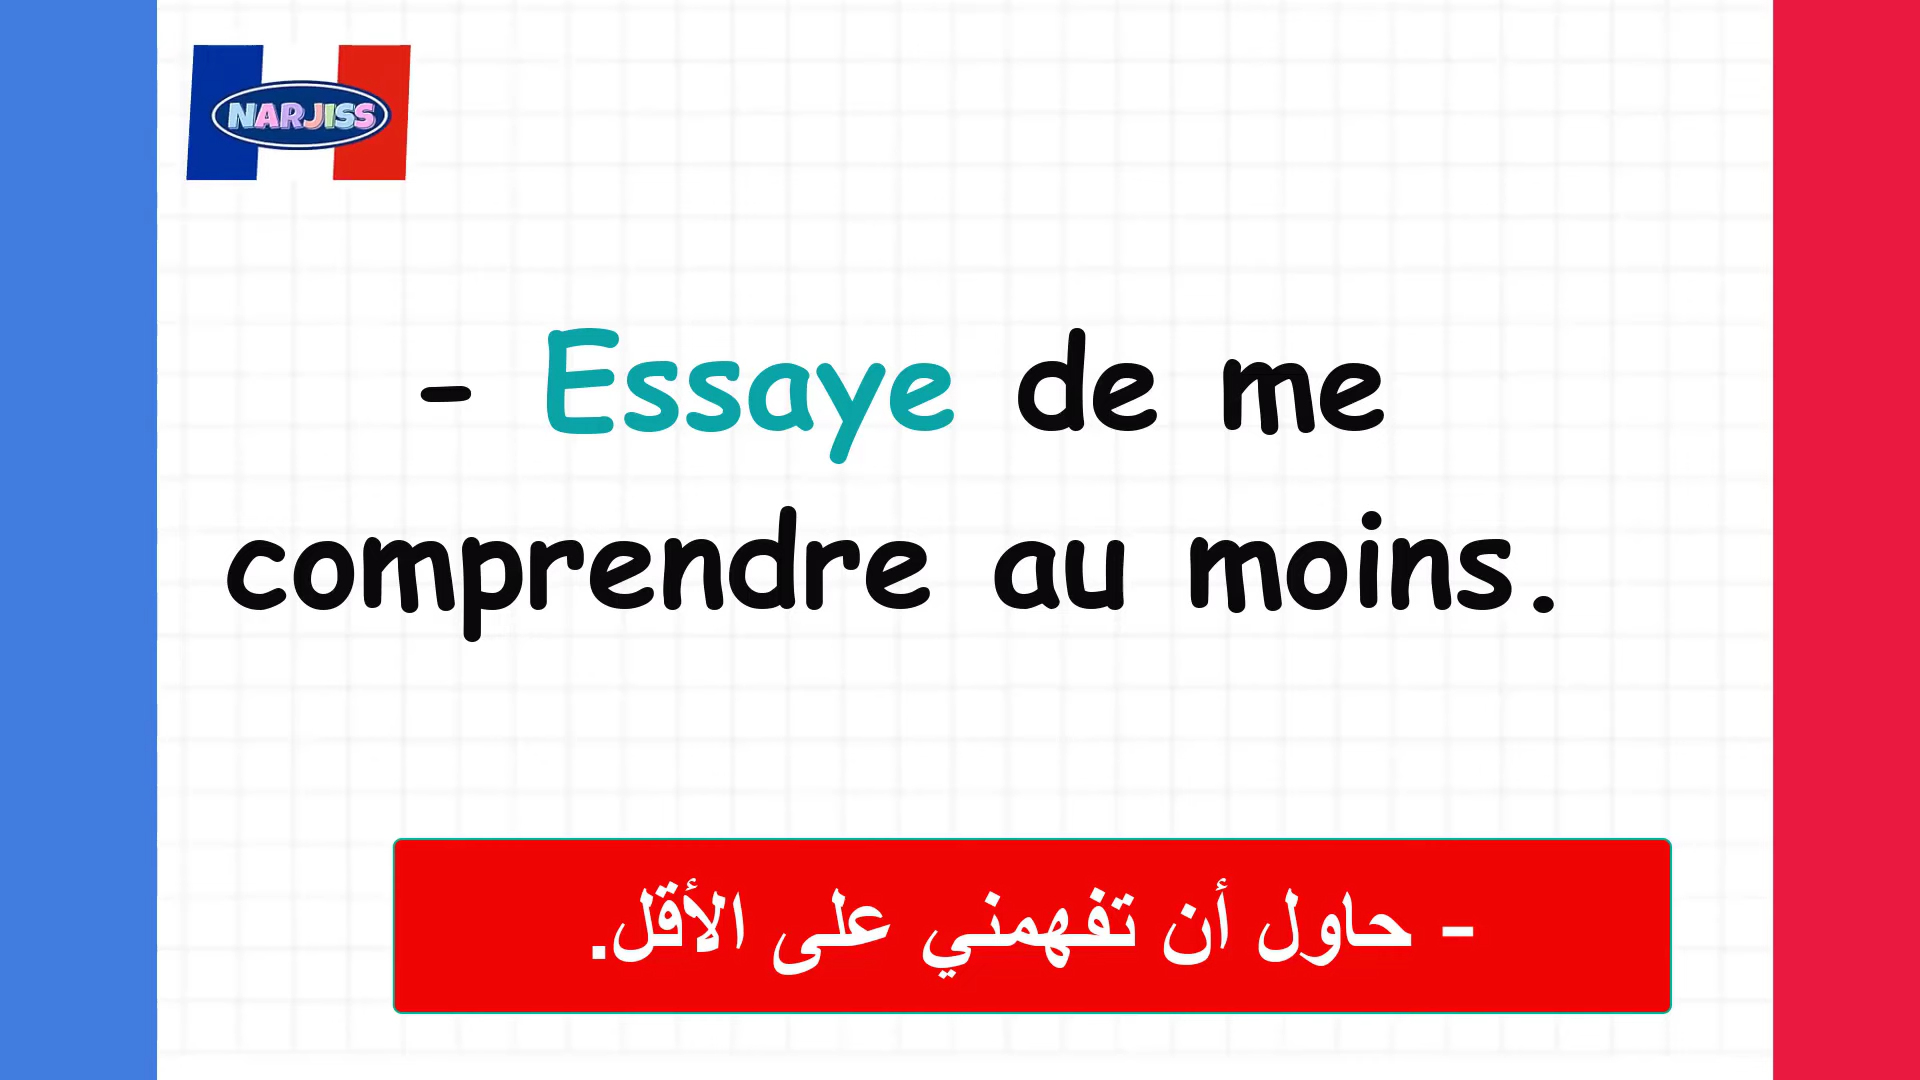 NARJISS
- Essaye de me
comprendre au moins.
- حاول أن تفهمني على الأقل.